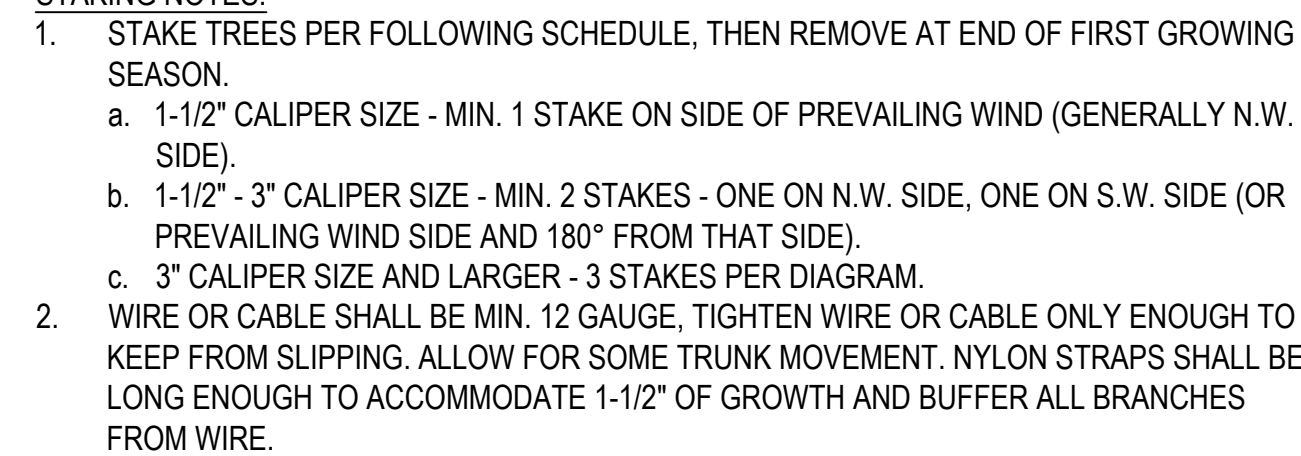 STAKING NOTES:
1. STAKE TREES PER FOLLOWING SCHEDULE, THEN REMOVE AT END OF FIRST GROWING
SEASON.
a. 1-1/2" CALIPER SIZE - MIN. 1 STAKE ON SIDE OF PREVAILING WIND (GENERALLY N.W.
SIDE).
b. 1-1/2" - 3" CALIPER SIZE - MIN. 2 STAKES - ONE ON N.W. SIDE, ONE ON S.W. SIDE (OR
PREVAILING WIND SIDE AND 180° FROM THAT SIDE).
c. 3" CALIPER SIZE AND LARGER - 3 STAKES PER DIAGRAM.
2. WIRE OR CABLE SHALL BE MIN. 12 GAUGE, TIGHTEN WIRE OR CABLE ONLY ENOUGH TO
KEEP FROM SLIPPING. ALLOW FOR SOME TRUNK MOVEMENT. NYLON STRAPS SHALL BE
LONG ENOUGH TO ACCOMMODATE 1-1/2" OF GROWTH AND BUFFER ALL BRANCHES
FROM WIRE.